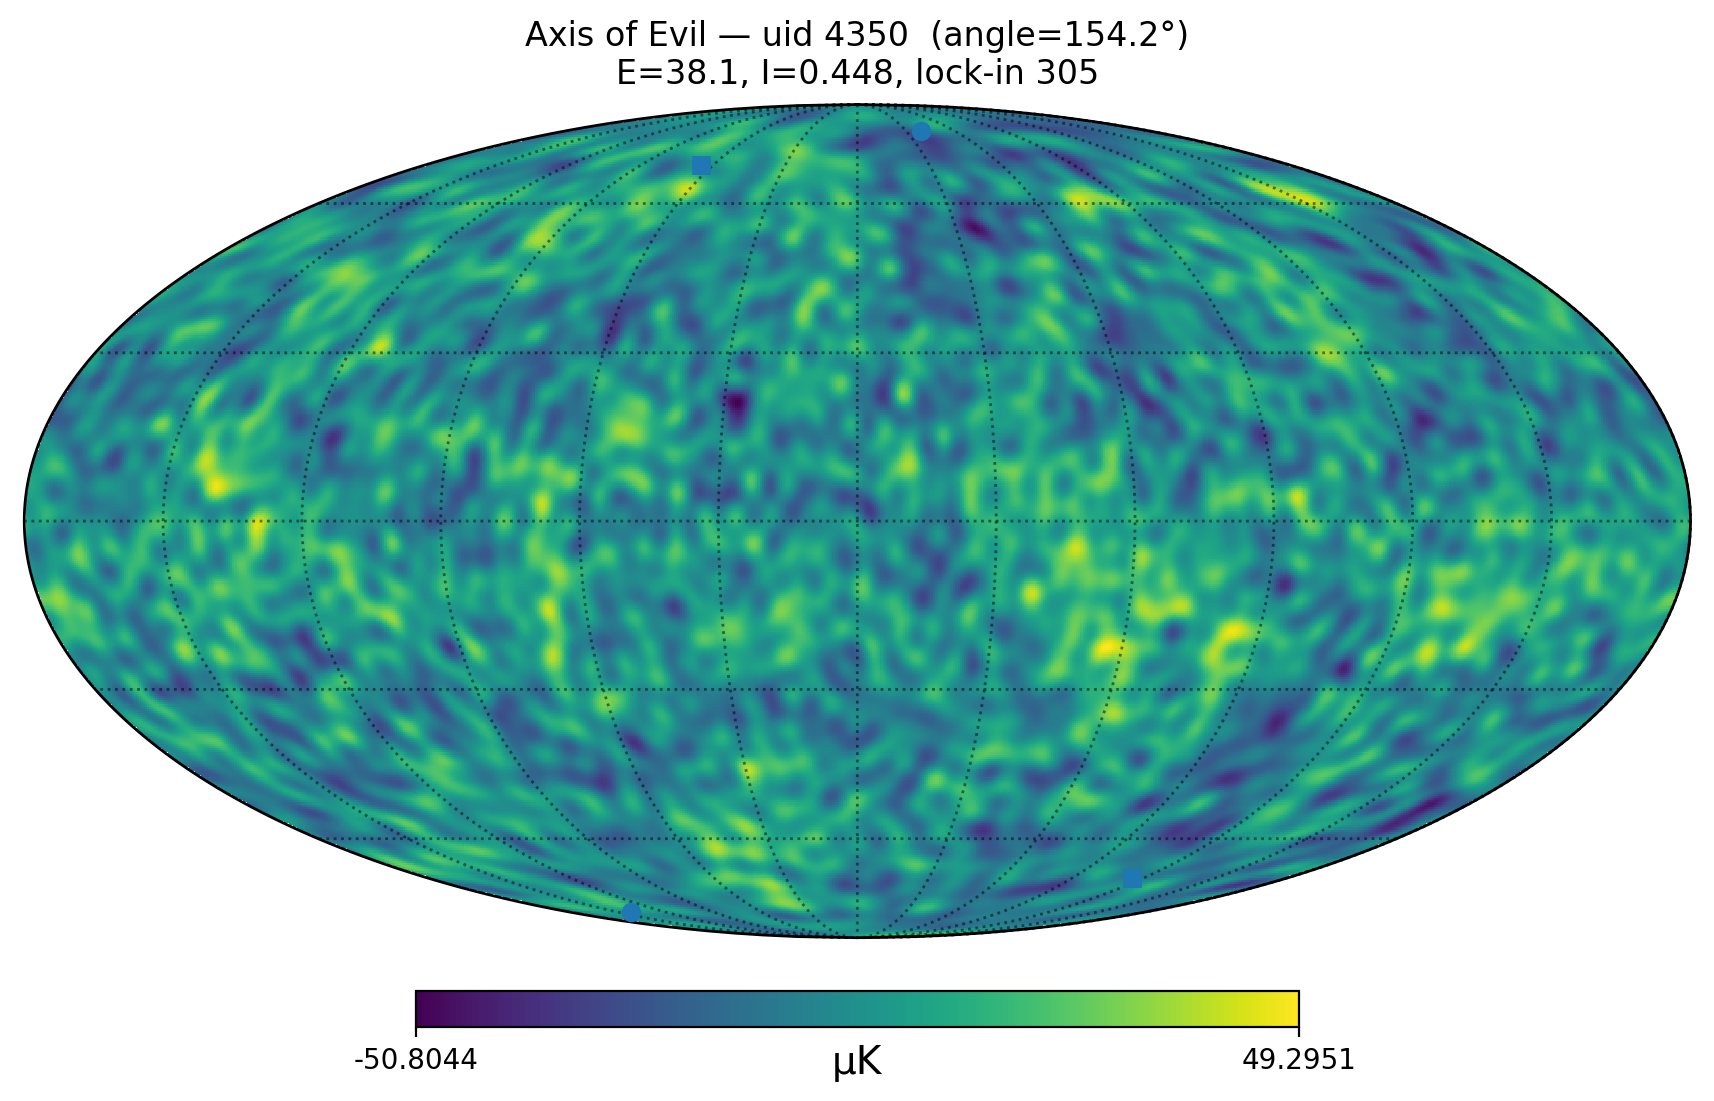 Axis of Evil — uid 4350  (angle=154.2°)
E=38.1, I=0.448, lock-in 305
-50.8044
μK
49.2951